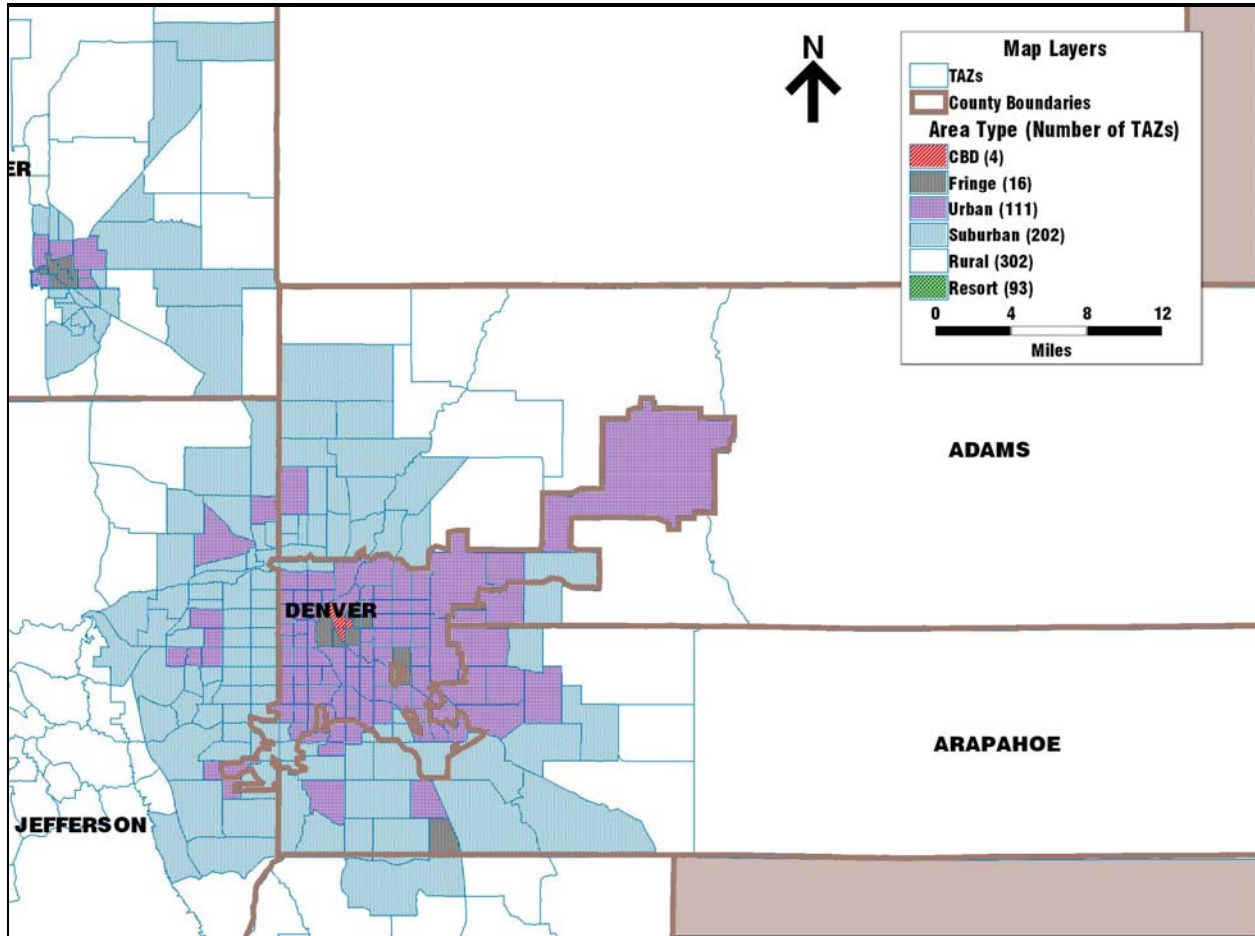 N
Map Layers
TAZs
County Boundaries
Area Type (Number of TAZs)
CBD (4)
Fringe (16)
Urban (111)
Suburban (202)
Rural (302)
Resort (93)
0 4 8 12
Miles
ER
ADAMS
DENVER
ARAPAHOE
JEFFERSON